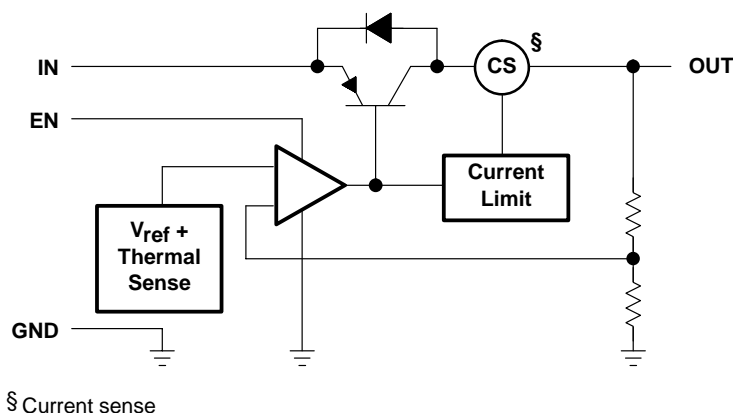 §
IN
CS
OUT
EN
Current
Limit
Vref +
Thermal
Sense
GND
§ Current sense